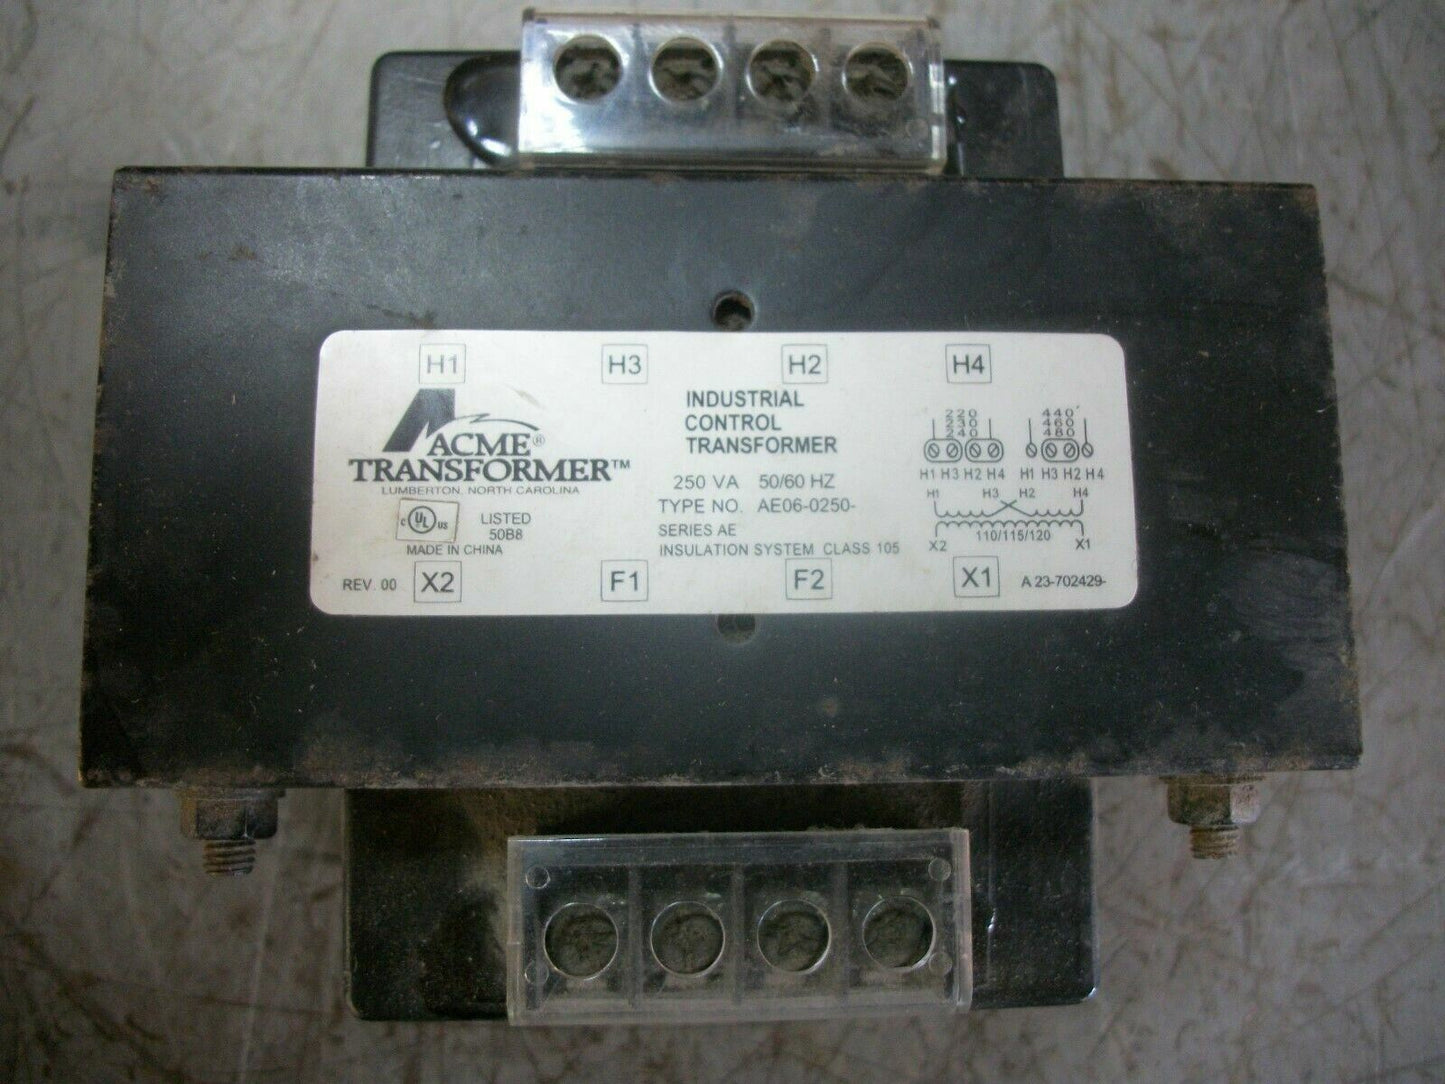 H1 H3 H2 H4
ACME®
TRANSFORMER™
LUMBERTON, NORTH CAROLINA
c UL us
LISTED
50B8
MADE IN CHINA
INDUSTRIAL
CONTROL
TRANSFORMER
250 VA 50/60 HZ
TYPE NO. AE06-0250-
SERIES AE
INSULATION SYSTEM CLASS 105
220
230
240
H1 H3 H2 H4
440
460
480
H1 H3 H2 H4
H1 H3 H2 H4
110/115/120
X2 X1
REV. 00 X2 F1 F2 X1 A 23-702429-